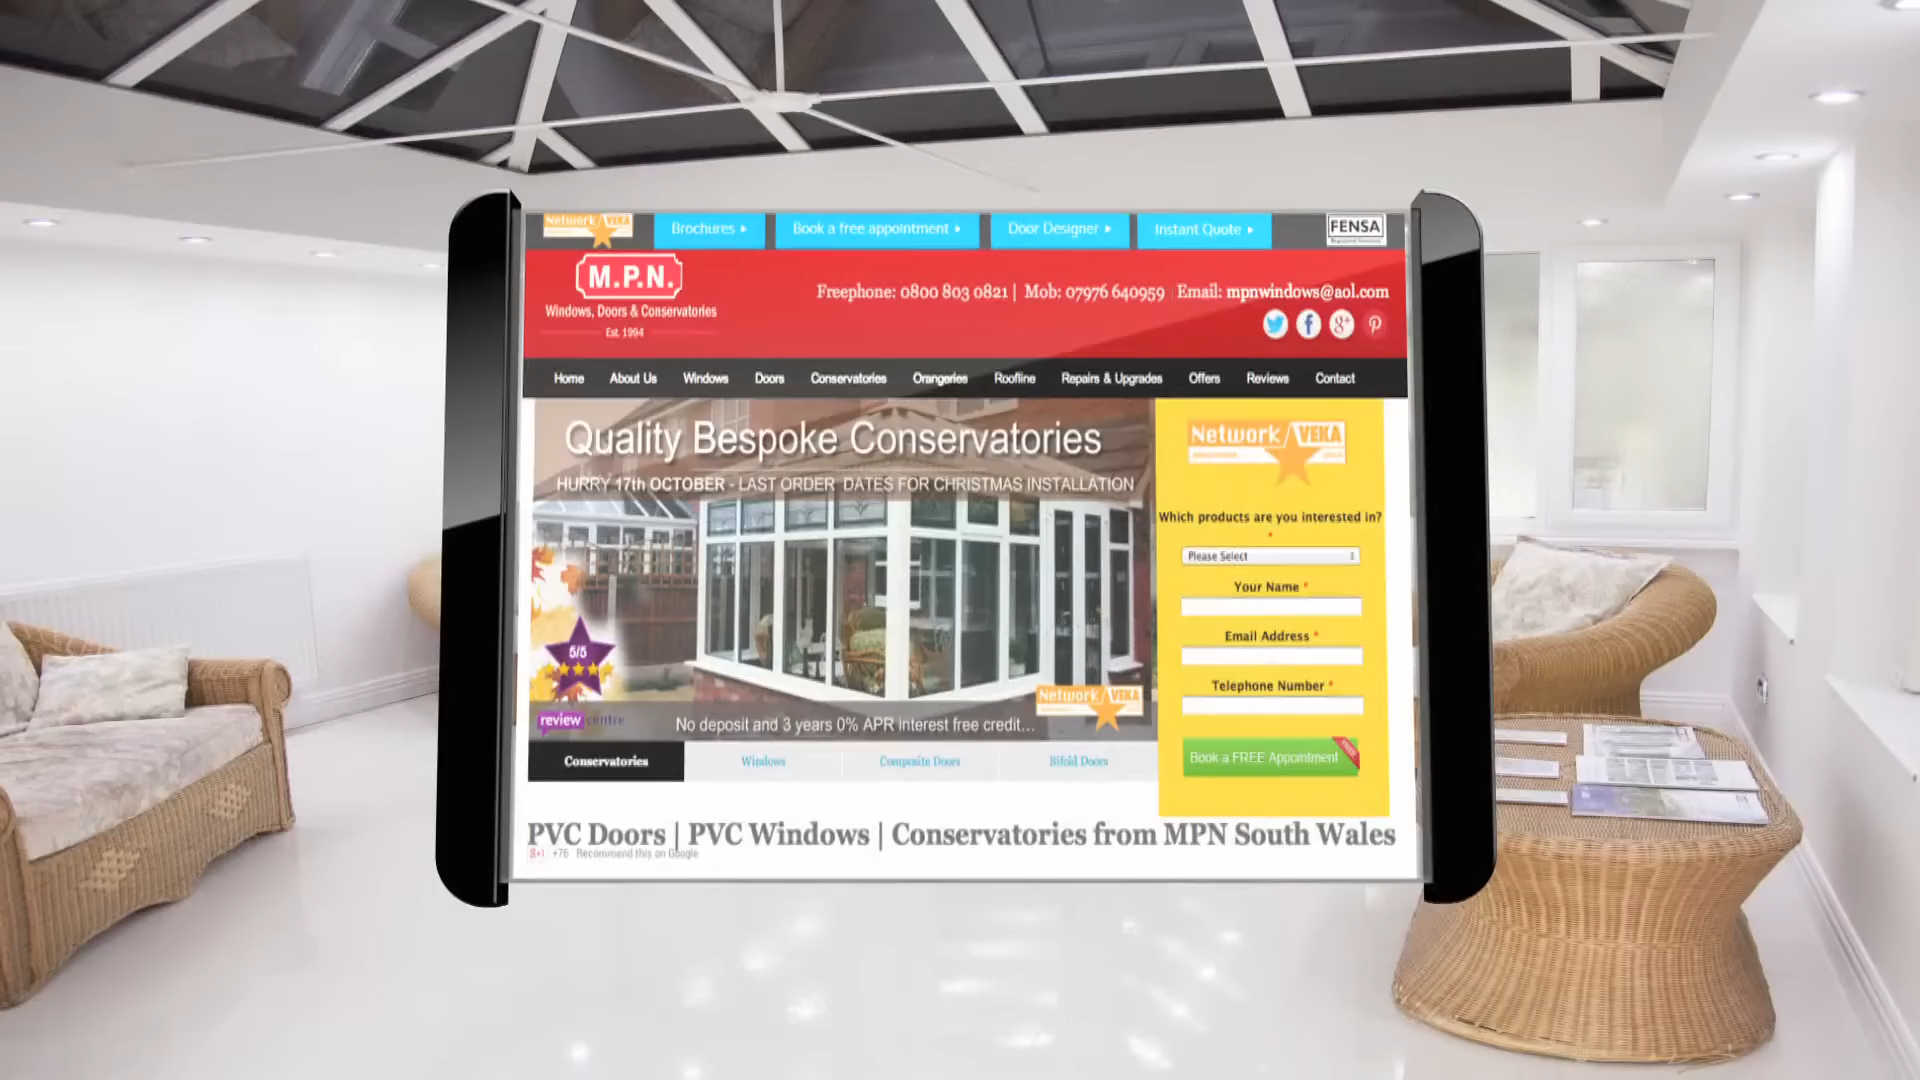 Network VEKA
Brochures
Book a free appointment
Door Designer
Instant Quote
FENSA
M.P.N.
Windows, Doors & Conservatories
Est. 1994
Freephone: 0800 803 0821 | Mob: 07976 640959 Email: mpnwindows@aol.com
Home About Us Windows Doors Conservatories Orangeries Roofline Repairs & Upgrades Offers Reviews Contact
Quality Bespoke Conservatories
HURRY 17th OCTOBER - LAST ORDER DATES FOR CHRISTMAS INSTALLATION
5/5
review centre
No deposit and 3 years 0% APR interest free credit...
Network VEKA
Network VEKA
Which products are you interested in?
*
Please Select
Your Name *
Email Address *
Telephone Number *
Book a FREE Appointment
FREE
Conservatories Windows Composite Doors Bifold Doors
PVC Doors | PVC Windows | Conservatories from MPN South Wales
g+1 +76 Recommend this on Google